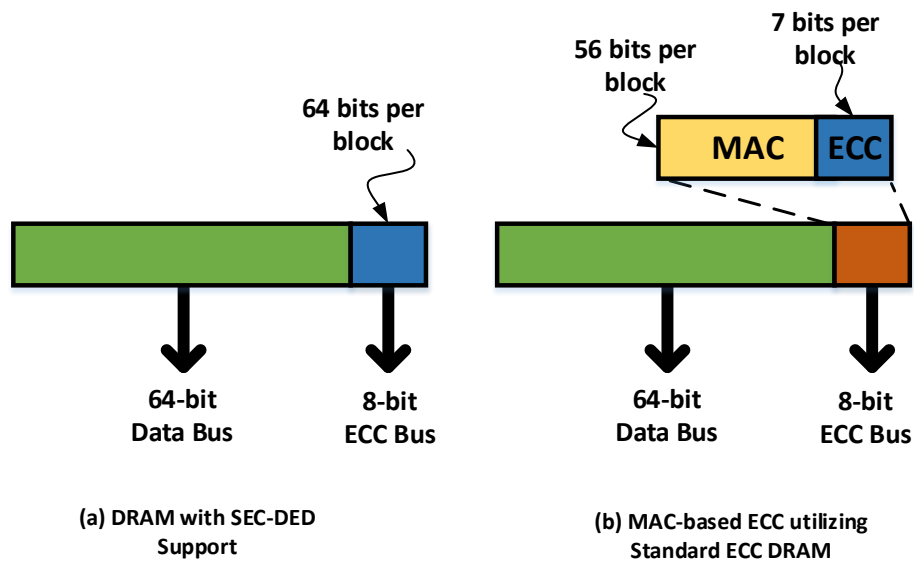 64 bits per
block
64-bit
Data Bus
8-bit
ECC Bus
(a) DRAM with SEC-DED
Support
7 bits per
block
56 bits per
block
MAC
ECC
64-bit
Data Bus
8-bit
ECC Bus
(b) MAC-based ECC utilizing
Standard ECC DRAM